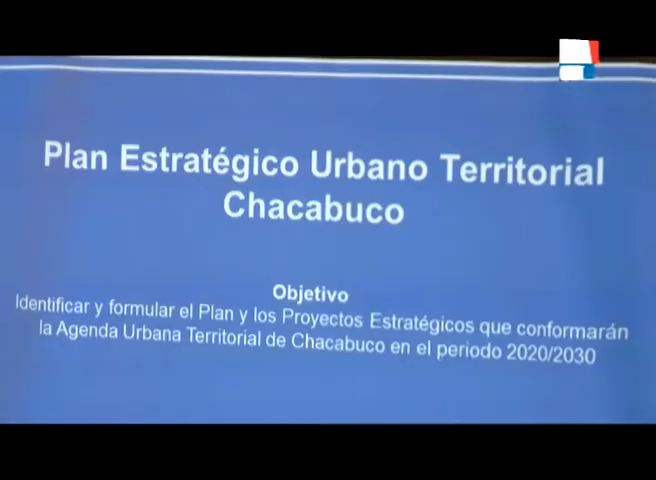 Plan Estratégico Urbano Territorial
Chacabuco
Objetivo
Identificar y formular el Plan y los Proyectos Estratégicos que conformarán
la Agenda Urbana Territorial de Chacabuco en el periodo 2020/2030